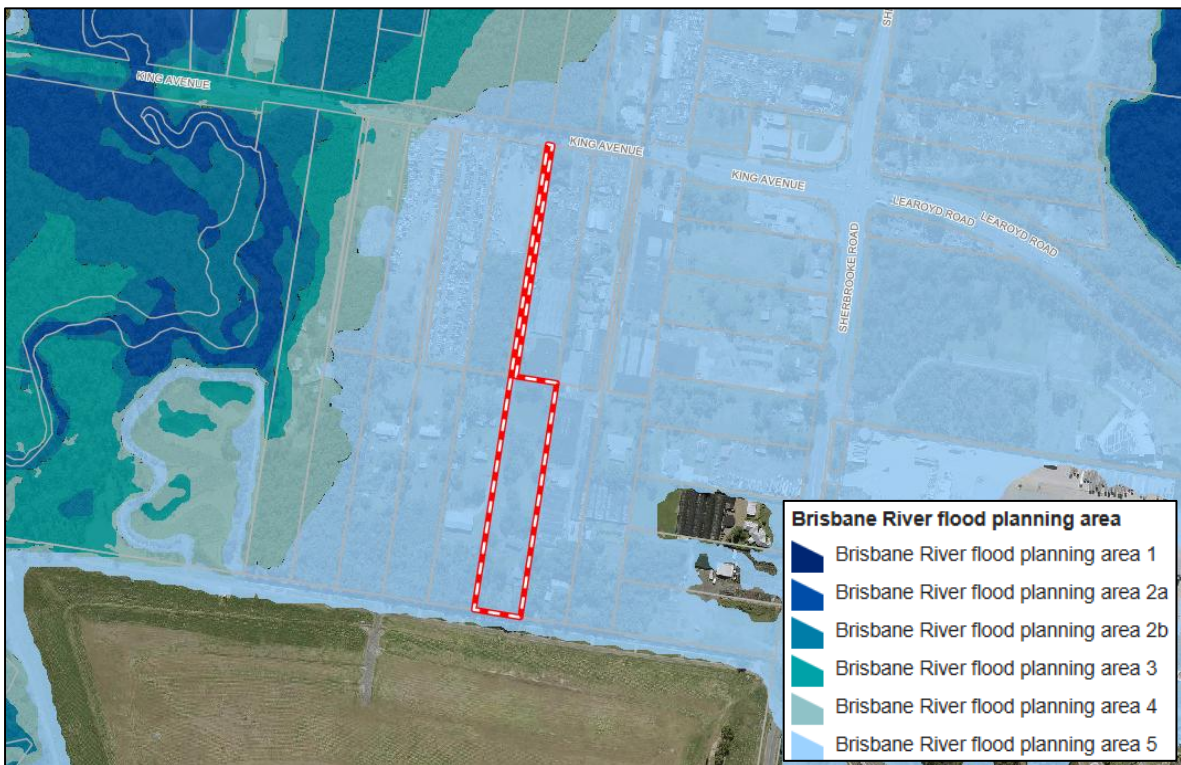 SH
KING AVENUE
KING AVENUE
KING AVENUE
LEAROYD ROAD
LEAROYD ROAD
SHERBROOKE ROAD
Brisbane River flood planning area
Brisbane River flood planning area 1
Brisbane River flood planning area 2a
Brisbane River flood planning area 2b
Brisbane River flood planning area 3
Brisbane River flood planning area 4
Brisbane River flood planning area 5